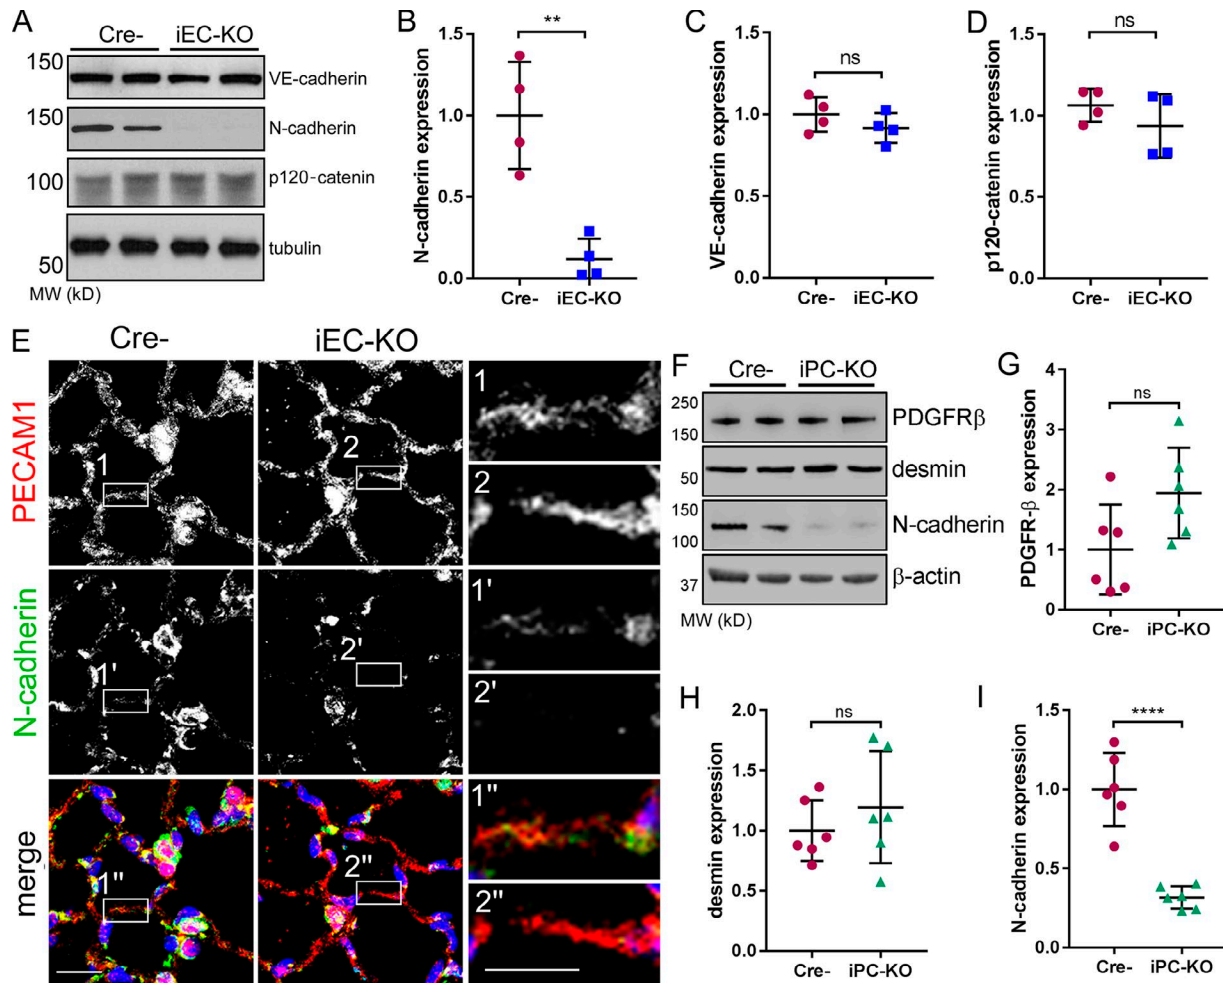 A
Cre-
iEC-KO
150
VE-cadherin
150
N-cadherin
100
p120-catenin
tubulin
50
MW (kD)
B
N-cadherin expression
**
1.5
1.0
0.5
0.0
Cre-
iEC-KO
C
VE-cadherin expression
ns
1.5
1.0
0.5
0.0
Cre-
iEC-KO
D
p120-catenin expression
ns
1.5
1.0
0.5
0.0
Cre-
iEC-KO
E
Cre-
iEC-KO
PECAM1
1
2
1
2
N-cadherin
1'
2'
1'
2'
merge
1"
2"
1"
2"
F
Cre-
iPC-KO
250
PDGFRβ
150
desmin
50
150
N-cadherin
100
β-actin
37
MW (kD)
G
PDGFR-β expression
ns
4
3
2
1
0
Cre-
iPC-KO
H
desmin expression
ns
2.0
1.5
1.0
0.5
0.0
Cre-
iPC-KO
I
N-cadherin expression
****
1.5
1.0
0.5
0.0
Cre-
iPC-KO